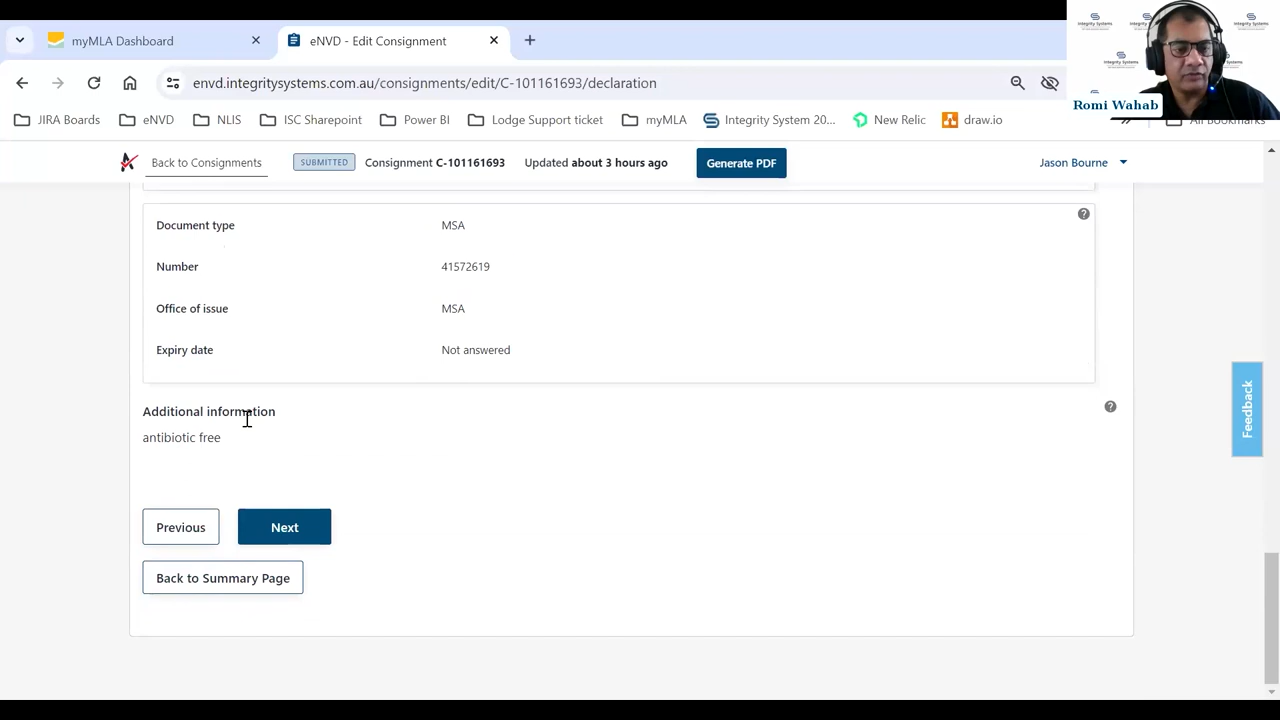 myMLA Dashboard
eNVD - Edit Consignment
envd.integritysystems.com.au/consignments/edit/C-101161693/declaration
JIRA Boards
eNVD
NLIS
ISC Sharepoint
Power BI
Lodge Support ticket
myMLA
Integrity System 20...
New Relic
draw.io
All Bookmarks
Integrity Systems
Romi Wahab
Back to Consignments
SUBMITTED
Consignment C-101161693
Updated about 3 hours ago
Generate PDF
Jason Bourne
Document type MSA
Number 41572619
Office of issue MSA
Expiry date Not answered
Additional information
antibiotic free
Previous
Next
Back to Summary Page
Feedback